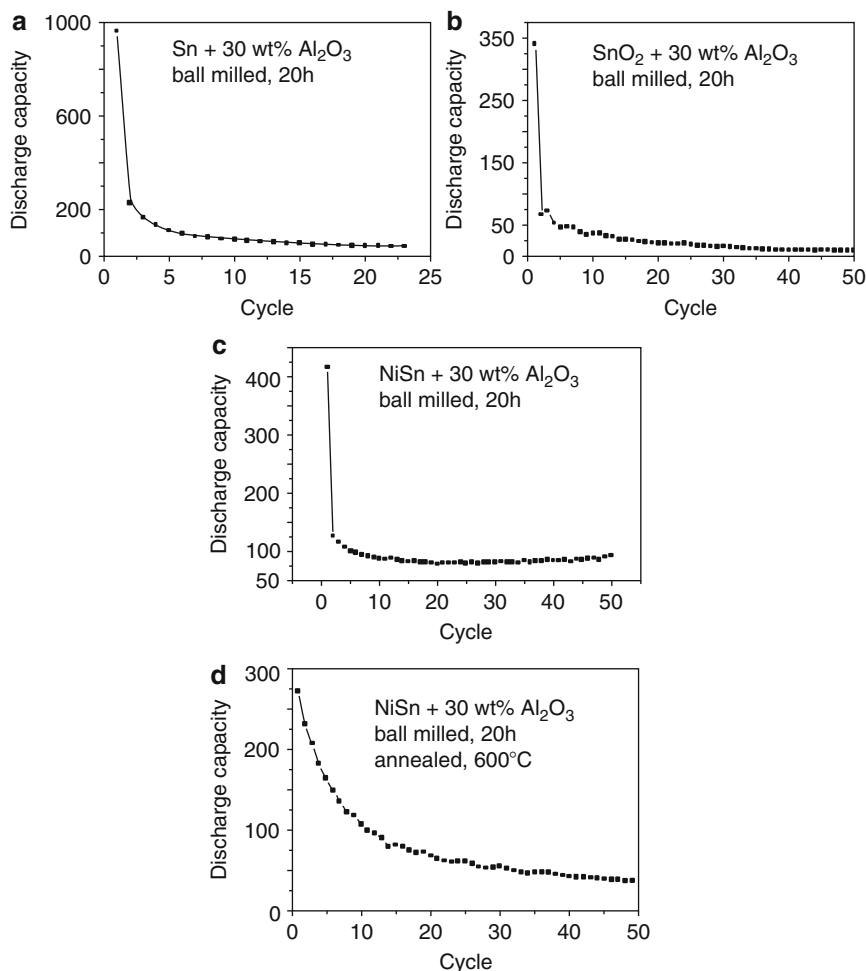 a
Sn + 30 wt% Al₂O₃
ball milled, 20h
Discharge capacity
1000
600
200
0
0 5 10 15 20 25
Cycle
b
SnO₂ + 30 wt% Al₂O₃
ball milled, 20h
Discharge capacity
350
250
150
50
0
0 10 20 30 40 50
Cycle
c
NiSn + 30 wt% Al₂O₃
ball milled, 20h
Discharge capacity
400
300
200
100
50
0 10 20 30 40 50
Cycle
d
NiSn + 30 wt% Al₂O₃
ball milled, 20h
annealed, 600°C
Discharge capacity
300
250
150
100
50
0
0 10 20 30 40 50
Cycle